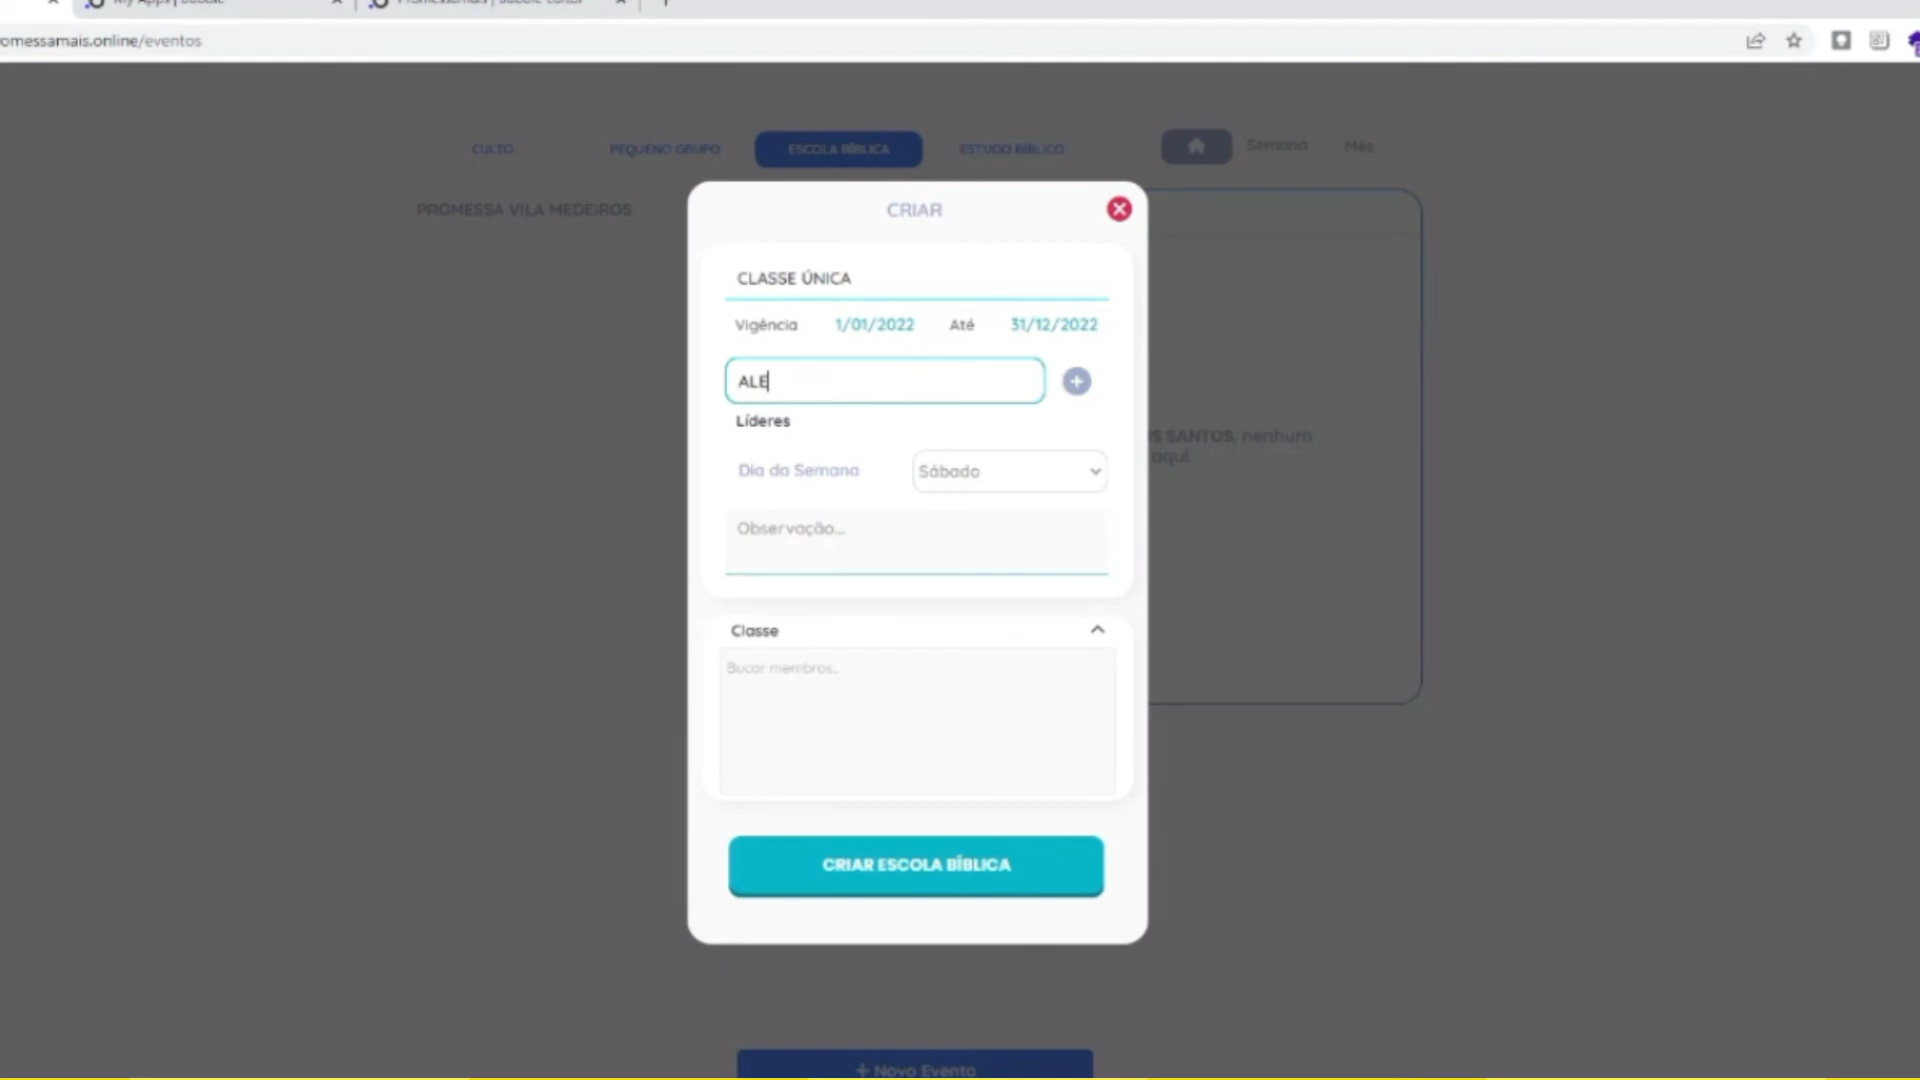 omessamais.online/eventos
CULTO PEQUENO GRUPO ESCOLA BÍBLICA ESTUDO BÍBLICO Semana Mês
PROMESSA VILA MEDEIROS
CRIAR
CLASSE ÚNICA
Vigência 1/01/2022 Até 31/12/2022
ALE
Líderes
Dia da Semana Sábado
Observação...
OS SANTOS, nenhum
aqui
Classe
Bucar membros..
CRIAR ESCOLA BÍBLICA
+ Novo Evento